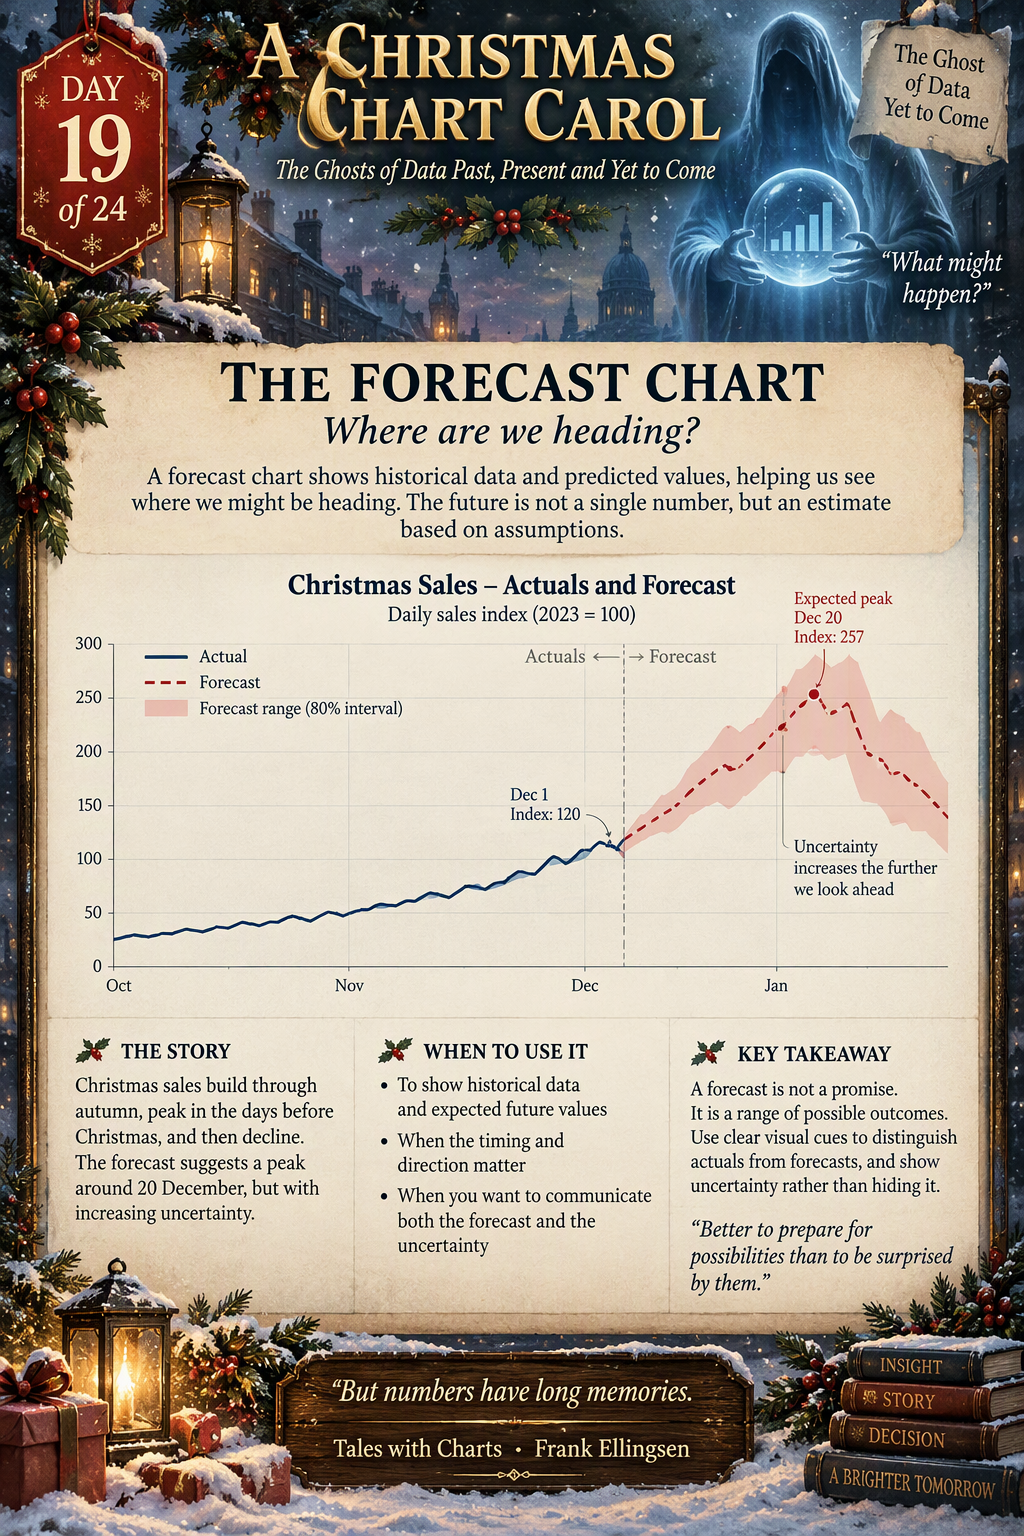 DAY
19
of 24
A CHRISTMAS
CHART CAROL
The Ghosts of Data Past, Present and Yet to Come
The Ghost
of Data
Yet to Come
“What might
happen?”
THE FORECAST CHART
Where are we heading?
A forecast chart shows historical data and predicted values, helping us see
where we might be heading. The future is not a single number, but an estimate
based on assumptions.
Christmas Sales – Actuals and Forecast
Daily sales index (2023 = 100)
Expected peak
Dec 20
Index: 257
Actual
Forecast
Forecast range (80% interval)
Actuals ← → Forecast
300
250
200
150
100
50
0
Dec 1
Index: 120
Uncertainty
increases the further
we look ahead
Oct Nov Dec Jan
THE STORY
Christmas sales build through
autumn, peak in the days before
Christmas, and then decline.
The forecast suggests a peak
around 20 December, but with
increasing uncertainty.
WHEN TO USE IT
• To show historical data
and expected future values
• When the timing and
direction matter
• When you want to communicate
both the forecast and the
uncertainty
KEY TAKEAWAY
A forecast is not a promise.
It is a range of possible outcomes.
Use clear visual cues to distinguish
actuals from forecasts, and show
uncertainty rather than hiding it.
“Better to prepare for
possibilities than to be surprised
by them.”
“But numbers have long memories.
Tales with Charts • Frank Ellingsen
INSIGHT
STORY
DECISION
A BRIGHTER TOMORROW